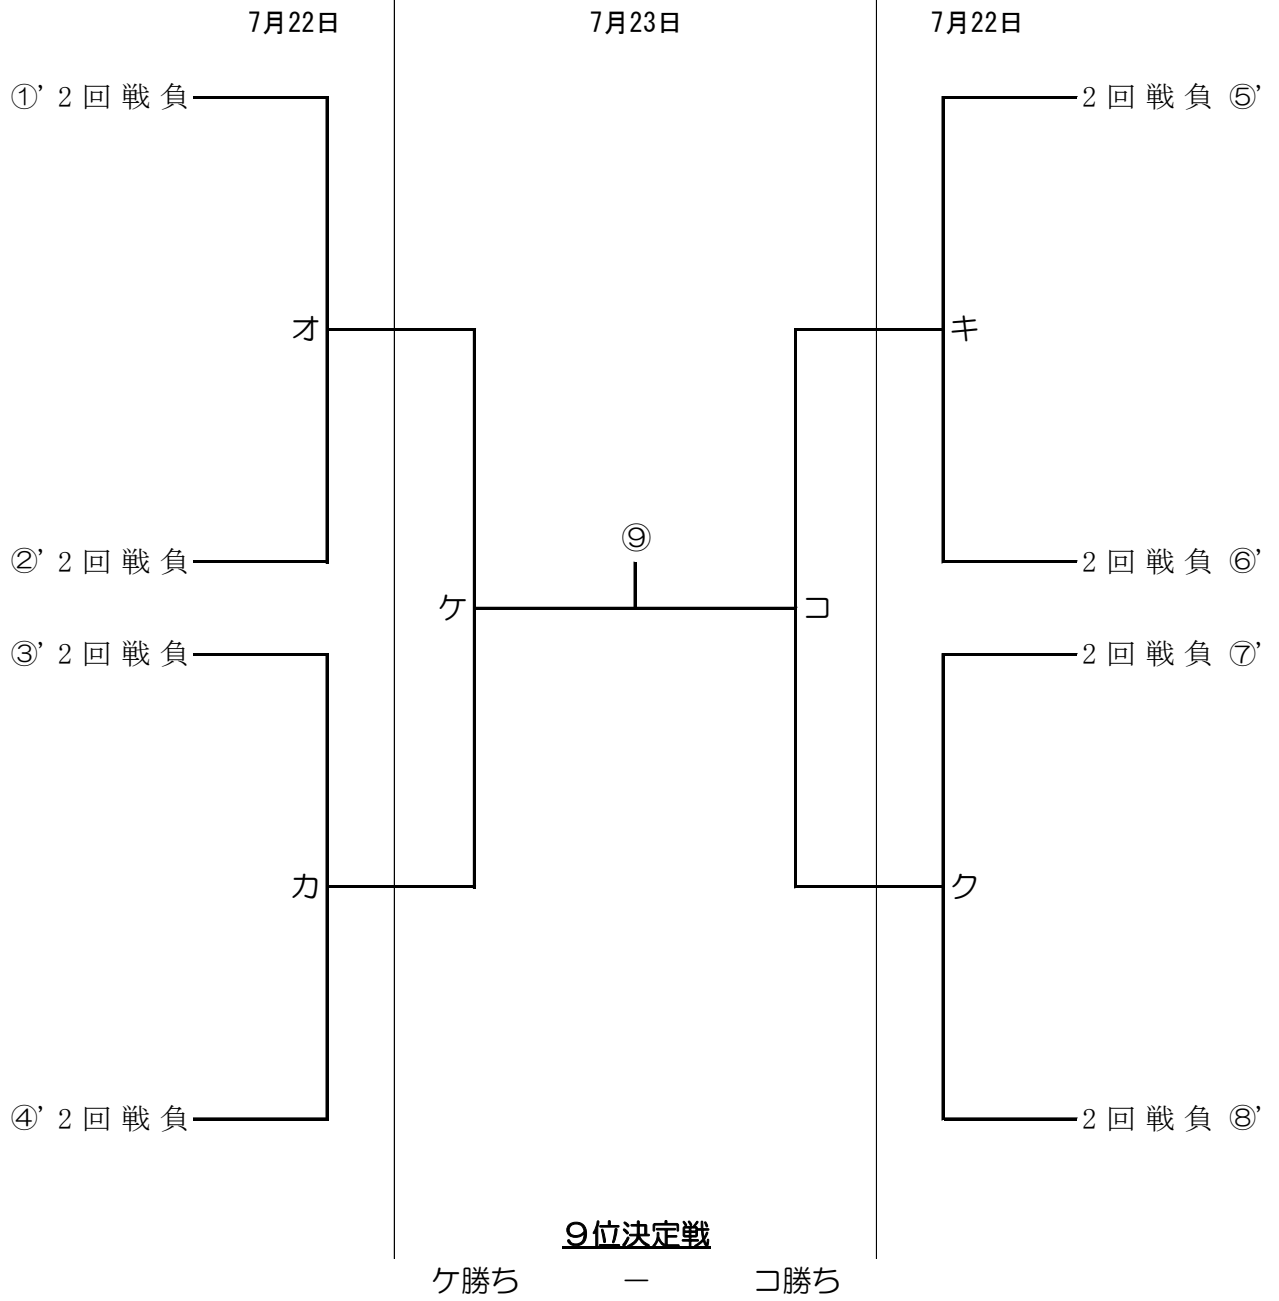 7月22日 7月23日 7月22日
①’ 2 回 戦 負 2 回 戦 負 ⑤’
オ キ
⑨
②’ 2 回 戦 負 2 回 戦 負 ⑥’
ケ コ
③’ 2 回 戦 負 2 回 戦 負 ⑦’
カ ク
④’ 2 回 戦 負 2 回 戦 負 ⑧’
9位決定戦
ケ勝ち － コ勝ち